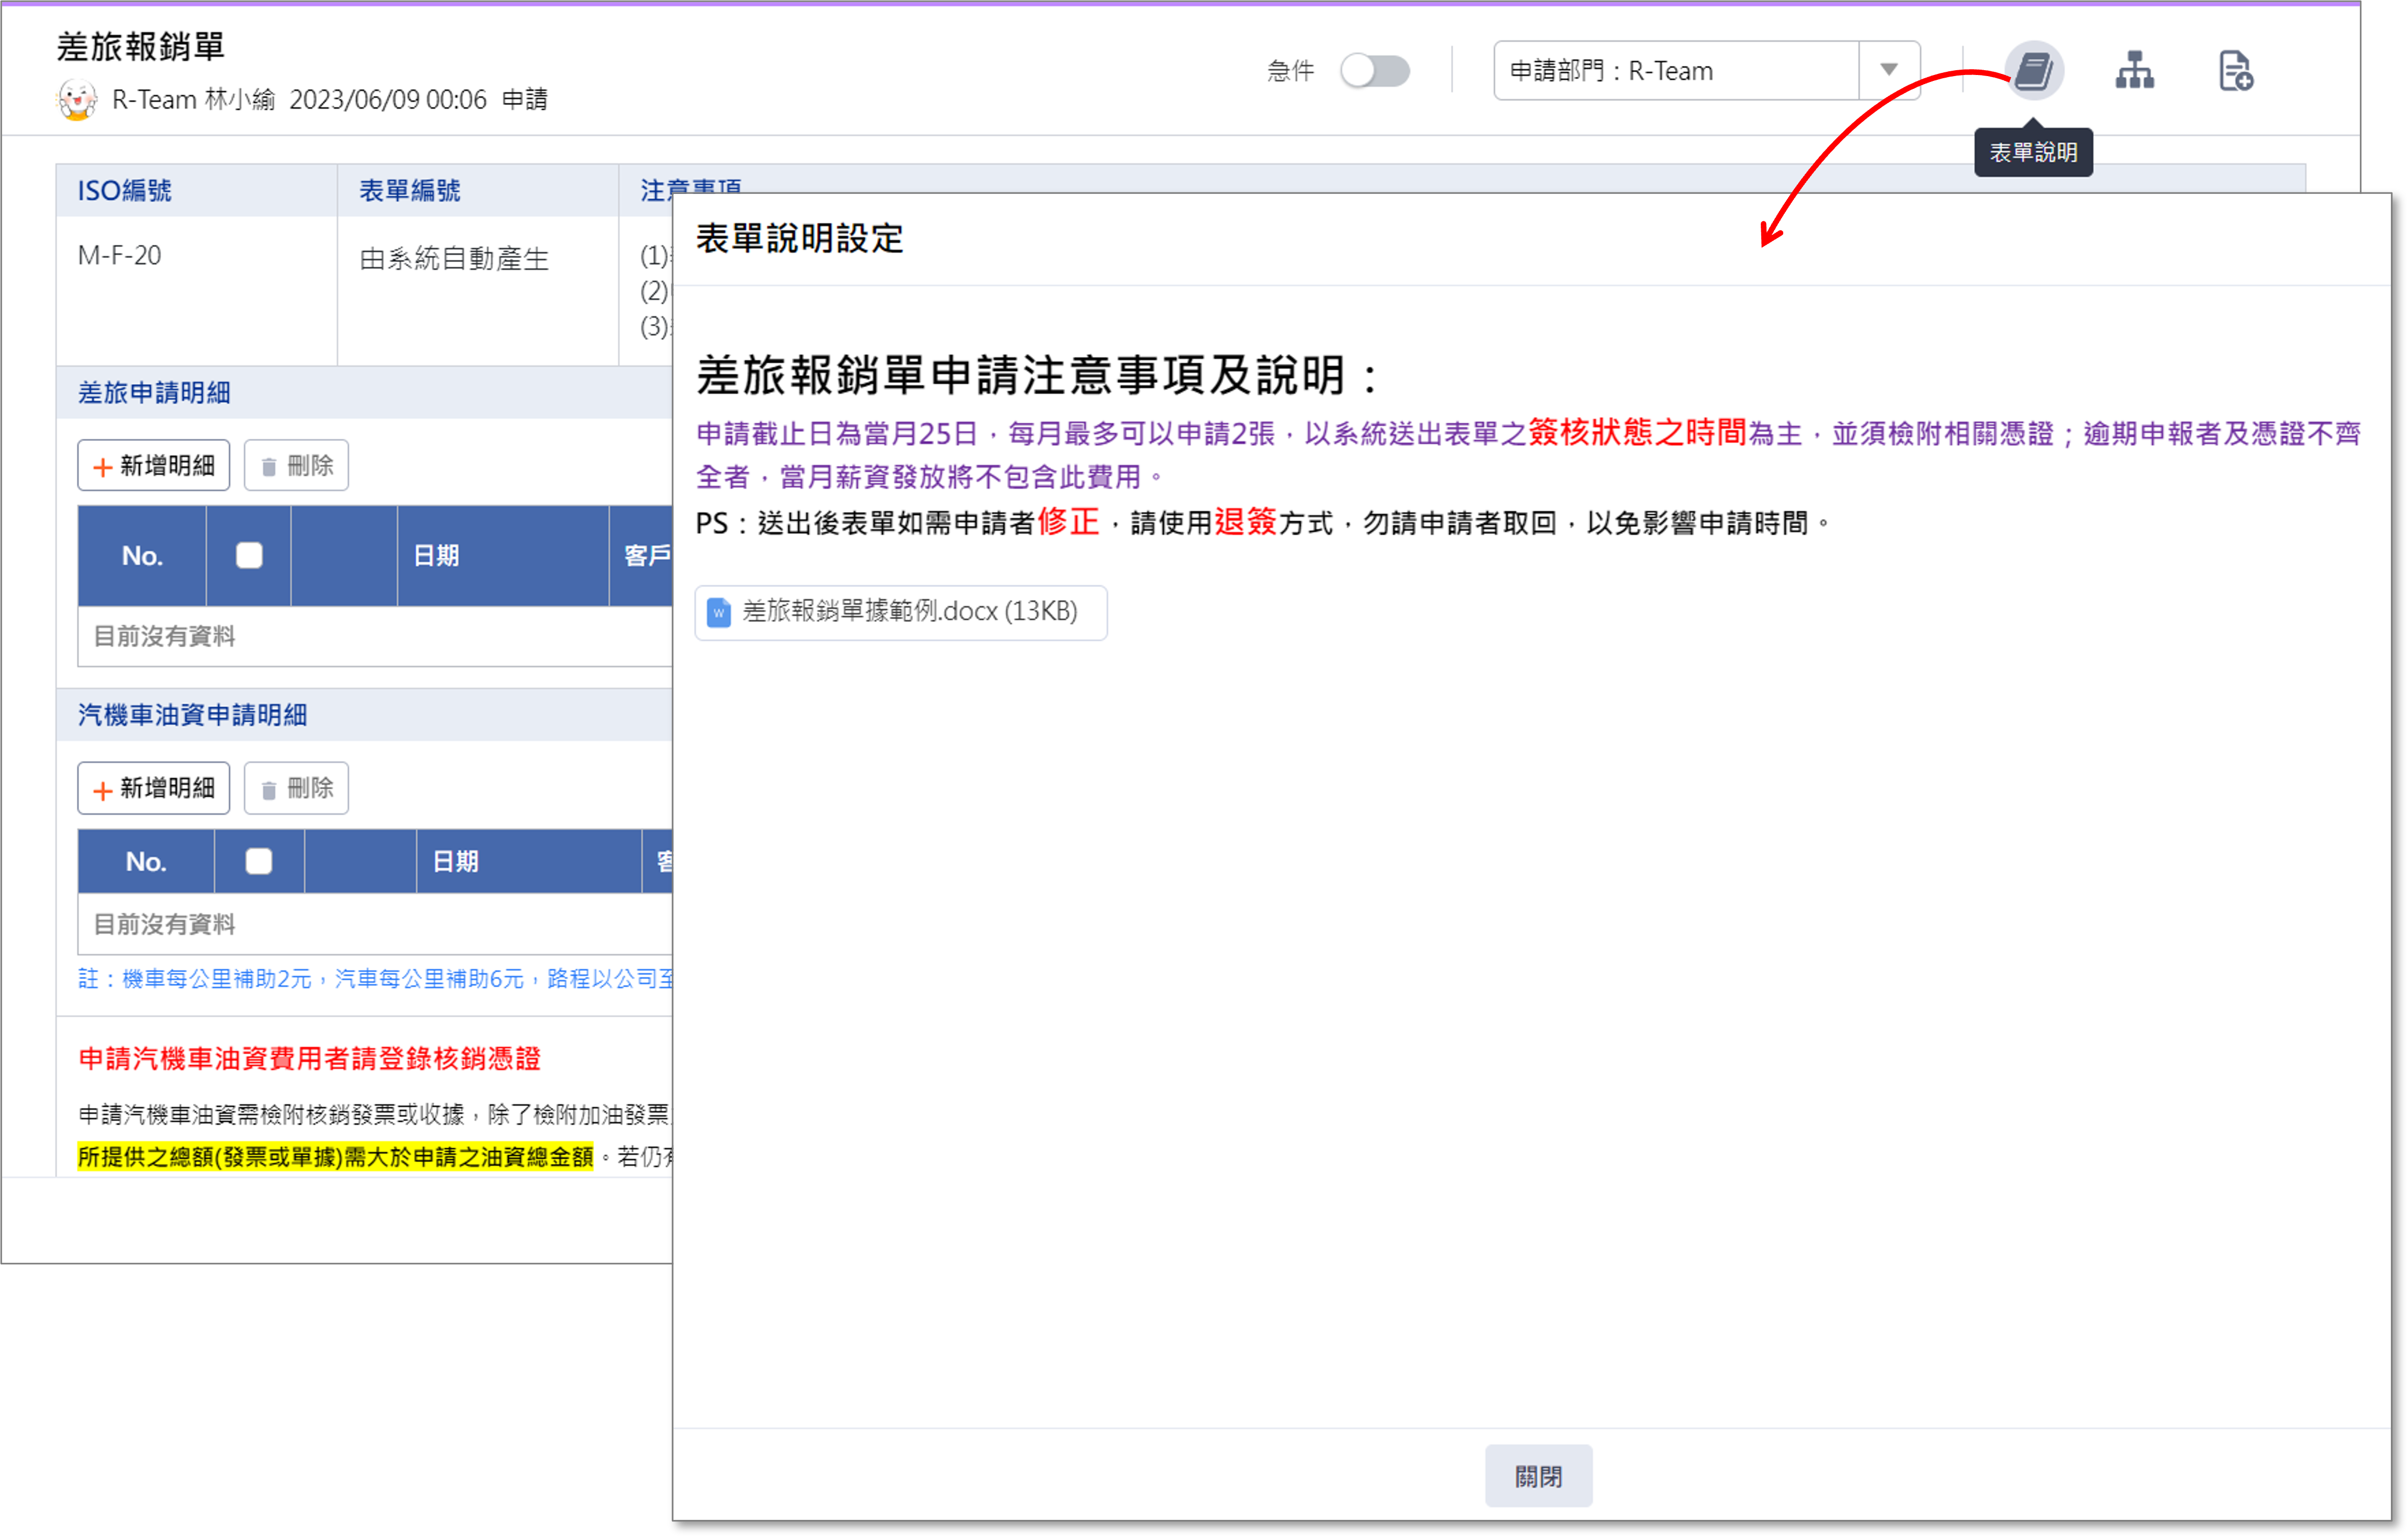 差旅報銷單
R-Team 林小綸 2023/06/09 00:06 申請
急件
申請部門：R-Team
表單說明
ISO編號 表單編號 注意事項
M-F-20 由系統自動產生
(1)
(2)
(3)
差旅申請明細
新增明細 刪除
No. 日期 客戶
目前沒有資料
汽機車油資申請明細
新增明細 刪除
No. 日期 客
目前沒有資料
註：機車每公里補助2元，汽車每公里補助6元，路程以公司至
申請汽機車油資費用者請登錄核銷憑證
申請汽機車油資需檢附核銷發票或收據，除了檢附加油發票
所提供之總額(發票或單據)需大於申請之油資總金額。若仍有
表單說明設定
差旅報銷單申請注意事項及說明：
申請截止日為當月25日，每月最多可以申請2張，以系統送出表單之簽核狀態之時間為主，並須檢附相關憑證；逾期申報者及憑證不齊
全者，當月薪資發放將不包含此費用。
PS：送出後表單如需申請者修正，請使用退簽方式，勿請申請者取回，以免影響申請時間。
W 差旅報銷單據範例.docx (13KB)
關閉